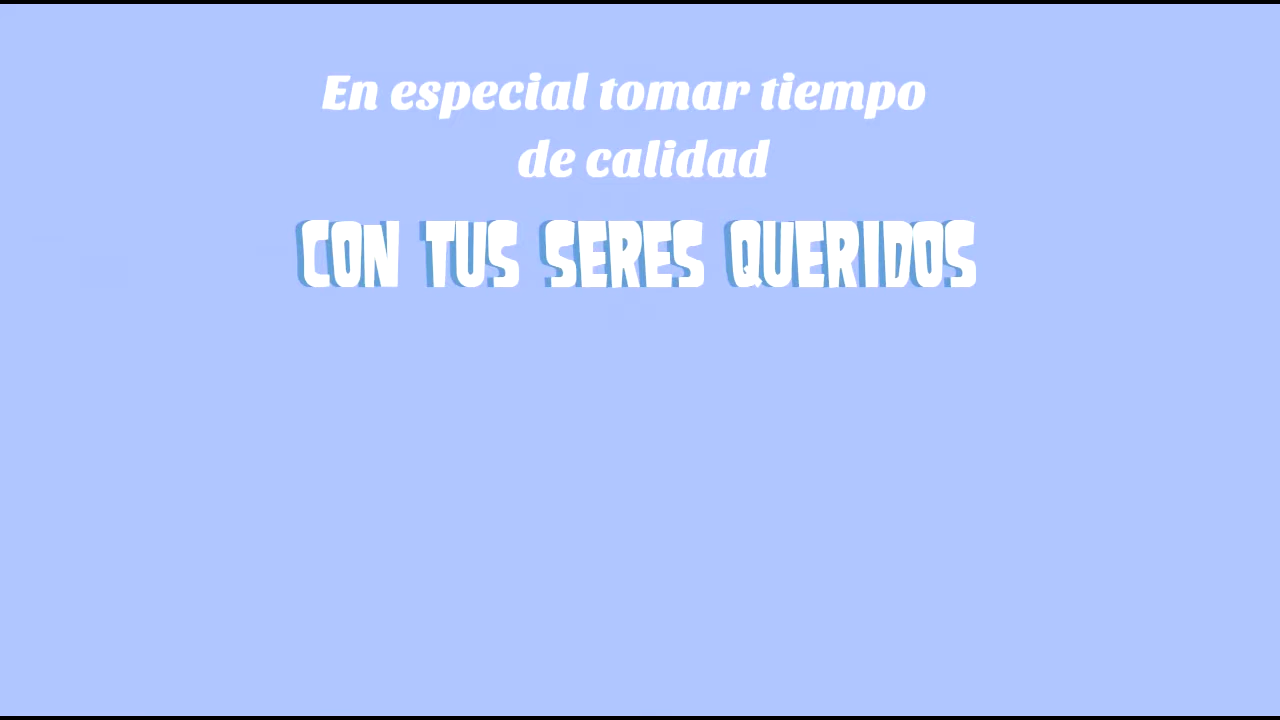 En especial tomar tiempo
de calidad
CON TUS SERES QUERIDOS